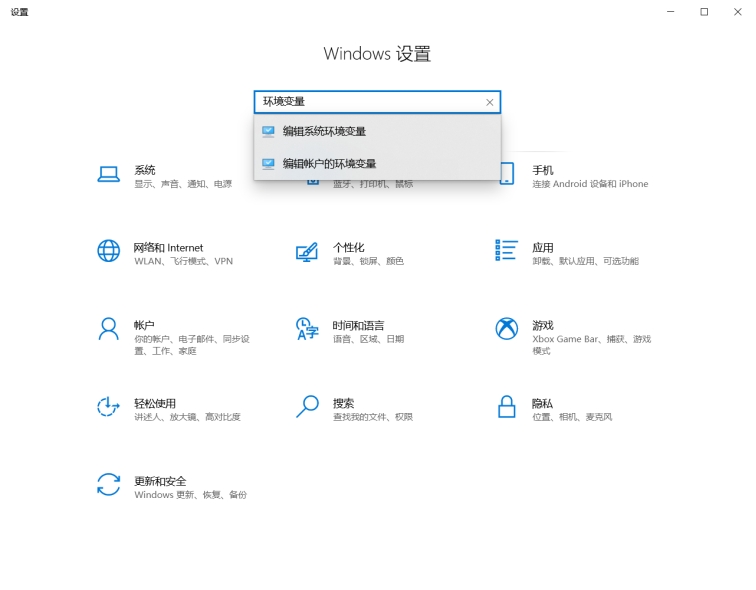 设置
Windows 设置
环境变量
编辑系统环境变量
编辑帐户的环境变量
系统
显示、声音、通知、电源
蓝牙、打印机、鼠标
手机
连接 Android 设备和 iPhone
网络和 Internet
WLAN、飞行模式、VPN
个性化
背景、锁屏、颜色
应用
卸载、默认应用、可选功能
帐户
你的帐户、电子邮件、同步设
置、工作、家庭
时间和语言
语音、区域、日期
游戏
Xbox Game Bar、捕获、游戏
模式
轻松使用
讲述人、放大镜、高对比度
搜索
查找我的文件、权限
隐私
位置、相机、麦克风
更新和安全
Windows 更新、恢复、备份